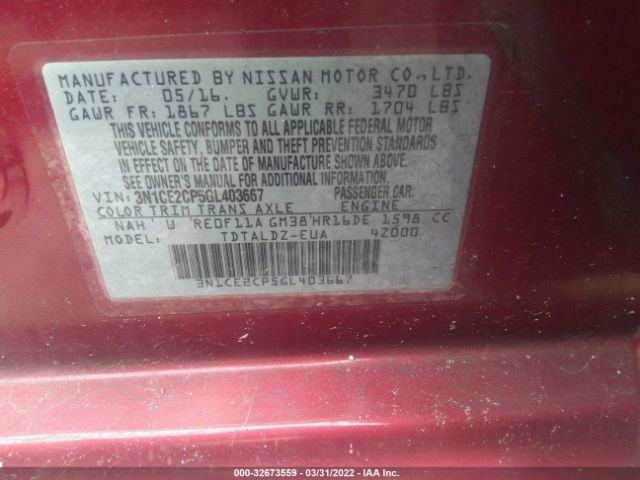 MANUFACTURED BY NISSAN MOTOR CO., LTD.
DATE: 05/16. GVWR: 3470 LBS
GAWR FR: 1867 LBS GAWR RR: 1704 LBS
THIS VEHICLE CONFORMS TO ALL APPLICABLE FEDERAL MOTOR
VEHICLE SAFETY, BUMPER AND THEFT PREVENTION STANDARDS
IN EFFECT ON THE DATE OF MANUFACTURE SHOWN ABOVE.
SEE OWNER'S MANUAL FOR ADDITIONAL INFORMATION.
VIN: 3N1CE2CP5GL403667 PASSENGER CAR.
COLOR TRIM TRANS AXLE ENGINE
NAH W RE0F11A GM38 HR16DE 1598 CC
MODEL: TDTALDZ-EUA 4Z000
3N1CE2CP5GL403667
000-32673559 - 03/31/2022 - IAA Inc.